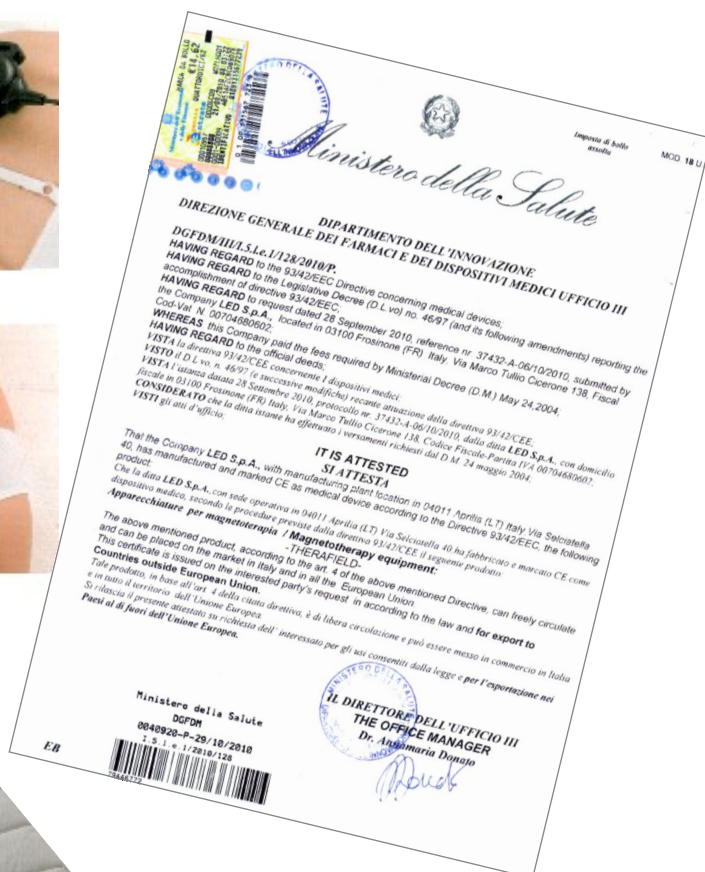 MARCA DA BOLLO
€14,62
MINISTERO DELLA SALUTE
Imposta di bollo
assolta
MOD. 18 U
Ministero della Salute
DIPARTIMENTO DELL'INNOVAZIONE
DIREZIONE GENERALE DEI FARMACI E DEI DISPOSITIVI MEDICI UFFICIO III
DGFDM/III/I.5.i.e.1/128/2010/P.
HAVING REGARD to the 93/42/EEC Directive concerning medical devices;
HAVING REGARD to the Legislative Decree (D.L.vo) no. 46/97 (and its following amendments) reporting the
accomplishment of directive 93/42/EEC;
HAVING REGARD to request dated 28 September 2010, reference nr 37432-A-06/10/2010, submitted by
the Company LED S.p.A., located in 03100 Frosinone (FR) Italy Via Marco Tullio Cicerone 138, Fiscal
Cod-Vat N. 00704680602;
WHEREAS this Company paid the fees required by Ministerial Decree (D.M.) May 24,2004;
HAVING REGARD to the official deeds;
VISTA la direttiva 93/42/CEE concernente I dispositivi medici;
VISTO il D.L.vo. n. 46/97 (e successive modifiche) recante attuazione della direttiva 93/42/CEE;
VISTA l'istanza datata 28 Settembre 2010, protocollo nr. 37432-A-06/10/2010, dalla ditta LED S.p.A., con domicilio
fiscale in 03100 Frosinone (FR) Italy, Via Marco Tullio Cicerone 138, Codice Fiscale-Partita IVA 00704680602;
CONSIDERATO che la ditta istante ha effettuato i versamenti richiesti dal D.M. 24 maggio 2004;
VISTI gli atti d'ufficio;
IT IS ATTESTED
SI ATTESTA
That the Company LED S.p.A., with manufacturing plant location in 04011 Aprilia (LT) Italy Via Selciatella
40, has manufactured and marked CE as medical device according to the Directive 93/42/EEC, the following
product:
Che la ditta LED S.p.A., con sede operativa in 04011 Aprilia (LT) Via Selciatella 40 ha fabbricato e marcato CE come
dispositivo medico, secondo le procedure previste dalla direttiva 93/42/CEE il seguente prodotto
Apparecchiature per magnetoterapia / Magnetotherapy equipment:
-THERAFIELD-
The above mentioned product, according to the art. 4 of the above mentioned Directive, can freely circulate
and can be placed on the market in Italy and in all the European Union
This certificate is issued on the interested party's request in according to the law and for export to
Countries outside European Union.
Tale prodotto, in base all'art. 4 della citata direttiva, è di libera circolazione e può essere messo in commercio in Italia
e in tutto il territorio dell'Unione Europea.
Si rilascia il presente attestato su richiesta dell' interessato per gli usi consentiti dalla legge e per l'esportazione nei
Paesi al di fuori dell'Unione Europea.
Ministero della Salute
DGFDM
0040920-P-29/10/2010
I.5.i.e.1/2010/128
IL DIRETTORE DELL'UFFICIO III
THE OFFICE MANAGER
Dr. Annamaria Donato
EB